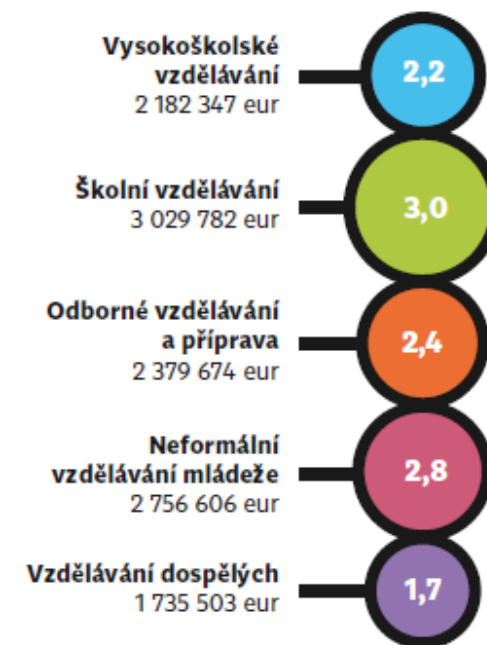 Vysokoškolské
vzdělávání
2 182 347 eur
2,2
Školní vzdělávání
3 029 782 eur
3,0
Odborné vzdělávání
a příprava
2 379 674 eur
2,4
Neformální
vzdělávání mládeže
2 756 606 eur
2,8
Vzdělávání dospělých
1 735 503 eur
1,7